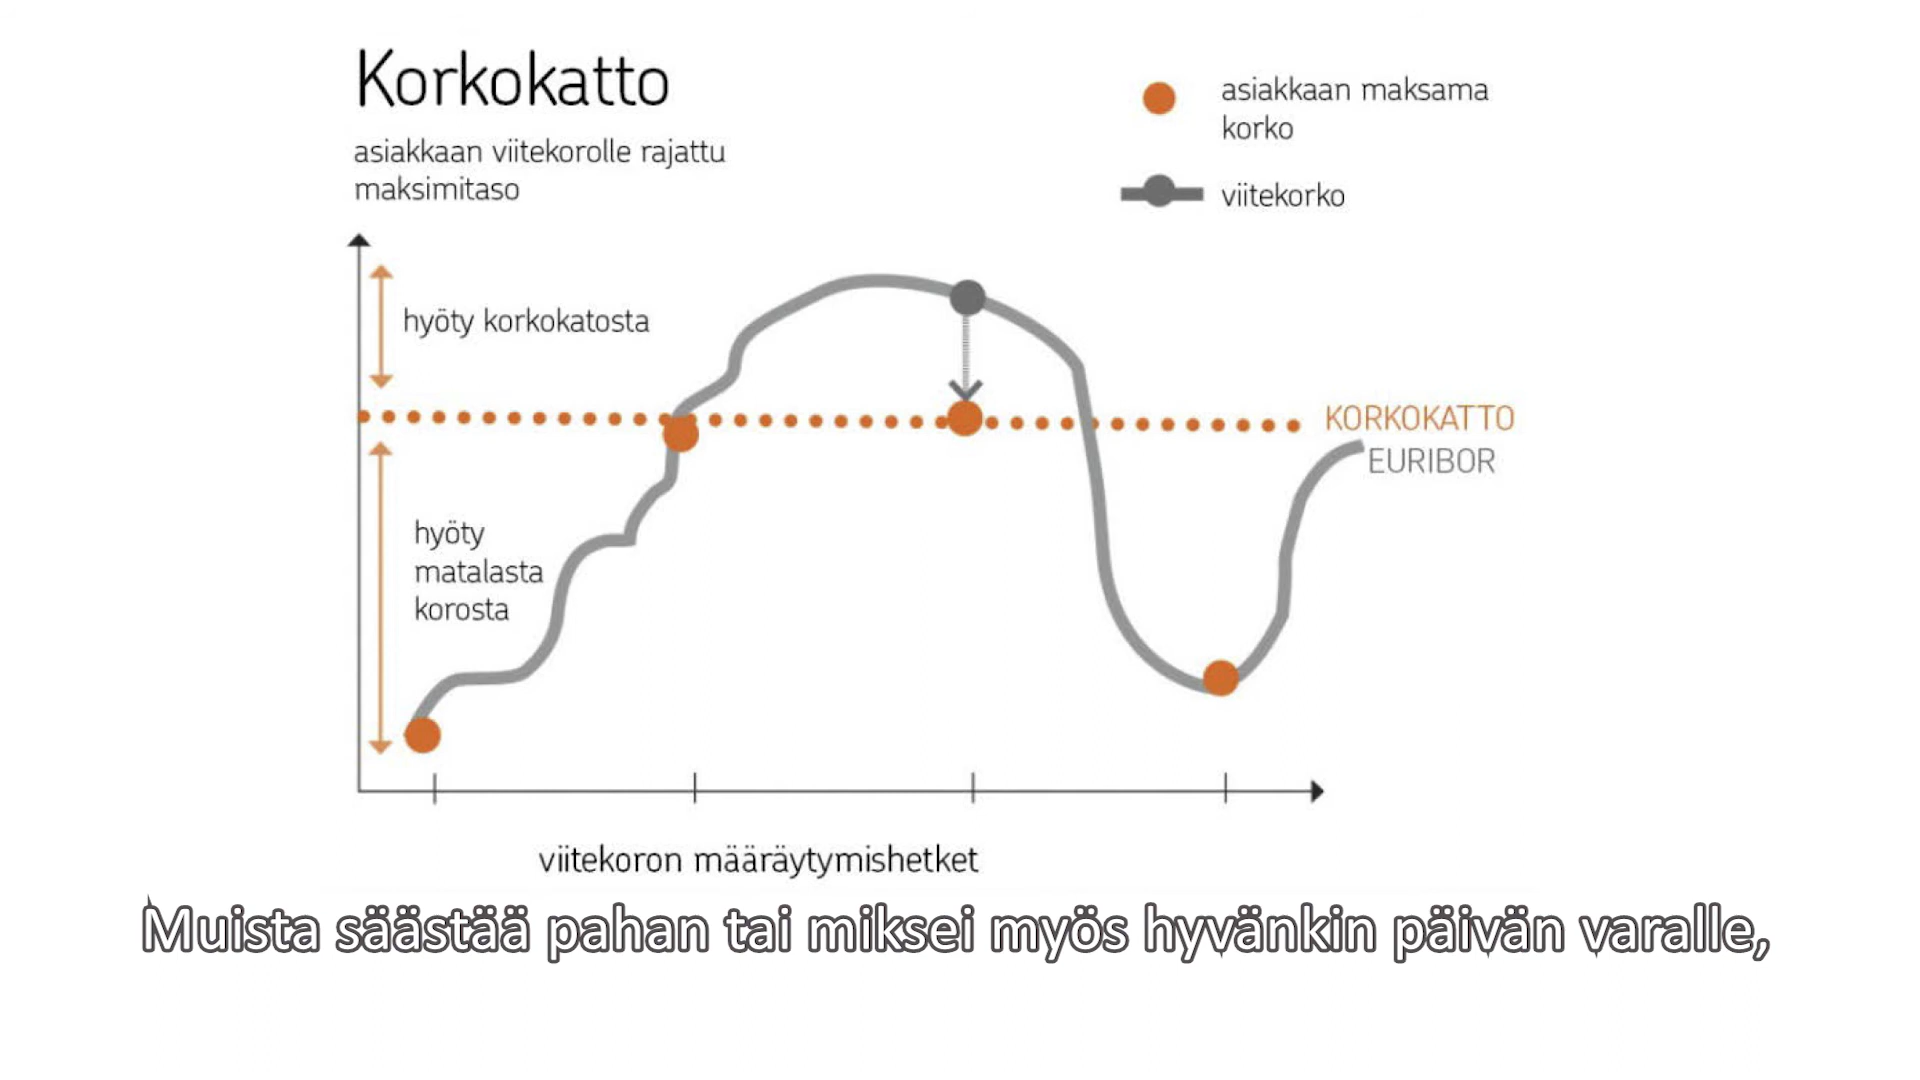 Korkokatto
asiakkaan viitekorolle rajattu
maksimitaso
asiakkaan maksama
korko
viitekorko
hyöty korkokatosta
KORKOKATTO
EURIBOR
hyöty
matalasta
korosta
viitekoron määräytymishetket
Muista säästää pahan tai miksei myös hyvänkin päivän varalle,